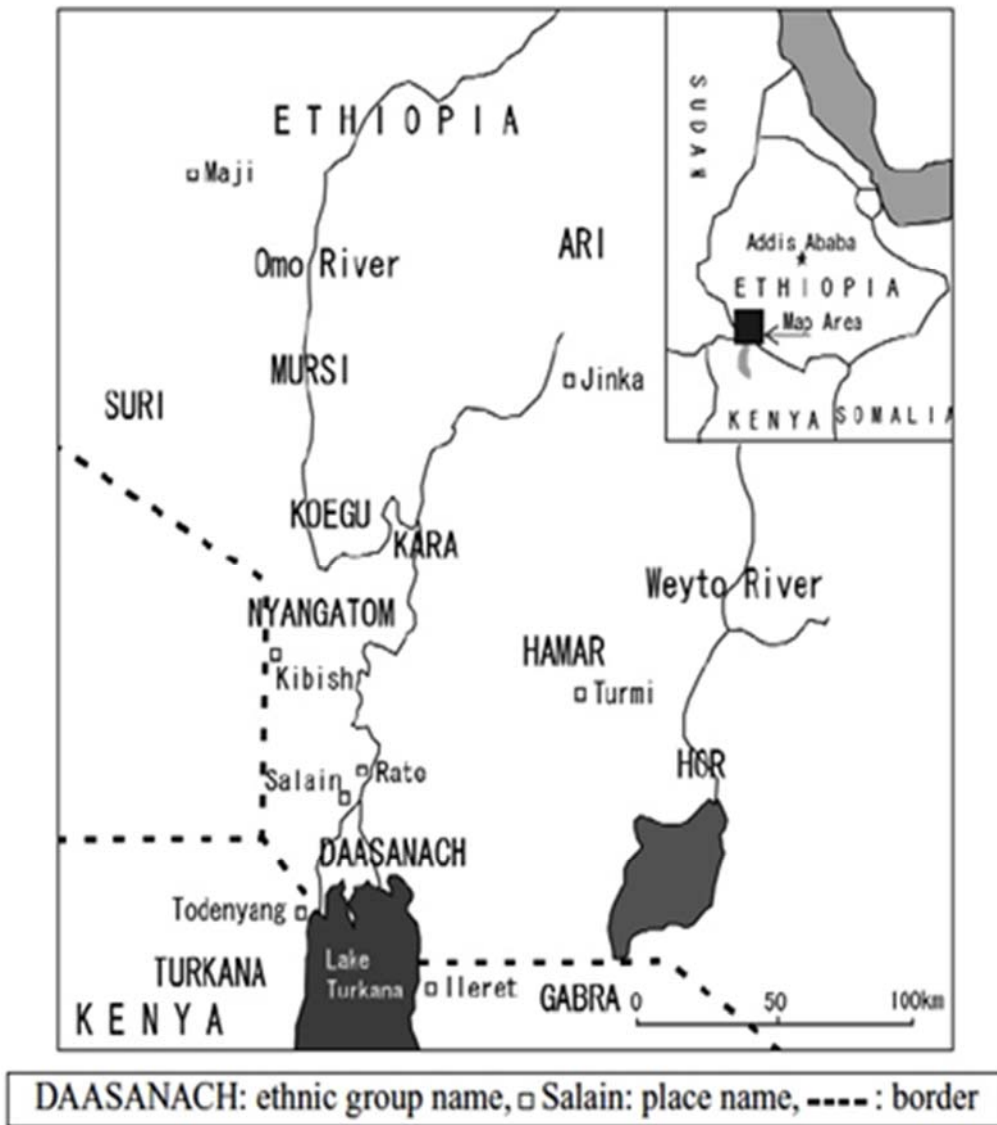 ETHIOPIA
Maji
ARI
Omo River
MURSI
Jinka
SURI
KOEGU
KARA
NYANGATOM
Weyto River
Kibish
HAMAR
Turmi
HOR
Rate
Salain
DAASANACH
Todenyang
Lake
Turkana
TURKANA
Ileret
GABRA
0 50 100km
KENYA
SUDAN
Addis Ababa
ETHIOPIA
Map Area
KENYA
SOMALIA
DAASANACH: ethnic group name, Salain: place name, ----: border